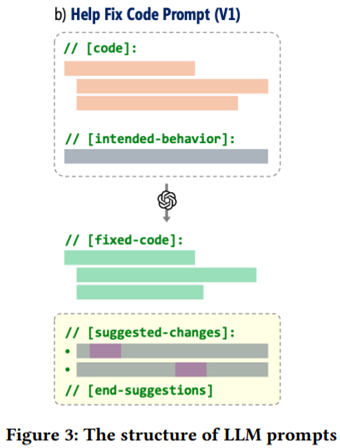 b) Help Fix Code Prompt (V1)
// [code]:
// [intended-behavior]:
// [fixed-code]:
// [suggested-changes]:
// [end-suggestions]
Figure 3: The structure of LLM prompts